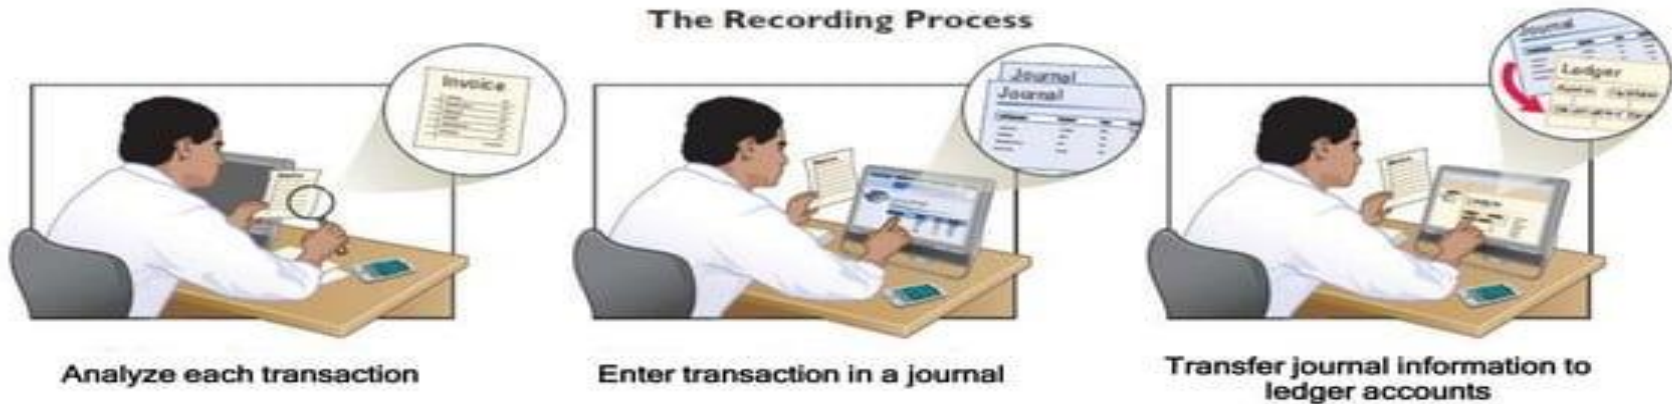 The Recording Process
Invoice
Journal
Journal
Journal
Ledger
Analyze each transaction
Enter transaction in a journal
Transfer journal information to
ledger accounts